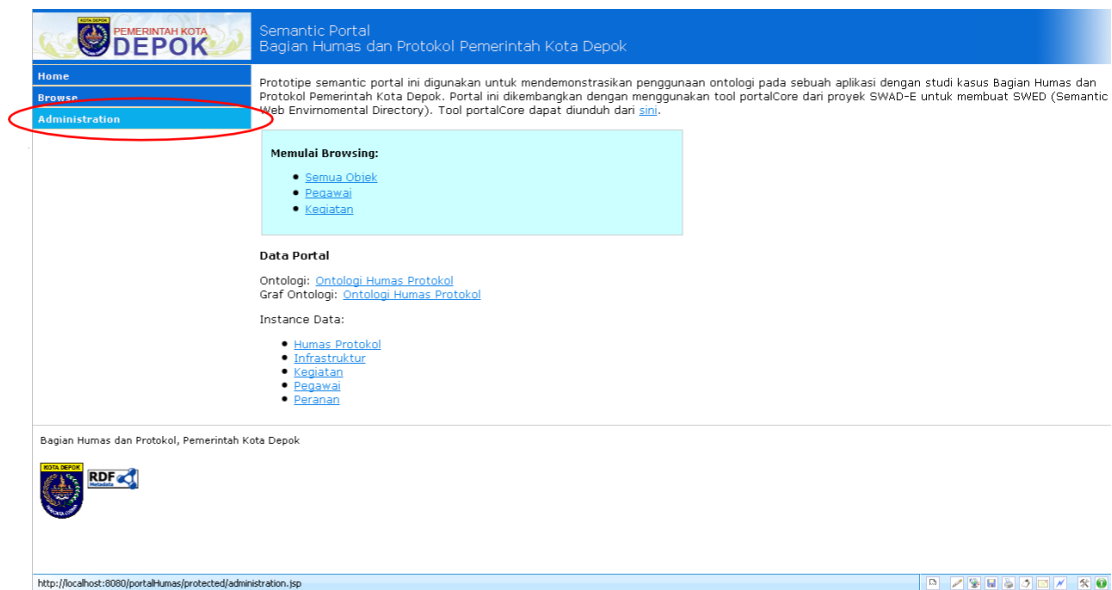 KOTA DEPOK
PEMERINTAH KOTA
DEPOK
Semantic Portal
Bagian Humas dan Protokol Pemerintah Kota Depok
Home
Browse
Administration
Prototipe semantic portal ini digunakan untuk mendemonstrasikan penggunaan ontologi pada sebuah aplikasi dengan studi kasus Bagian Humas dan
Protokol Pemerintah Kota Depok. Portal ini dikembangkan dengan menggunakan tool portalCore dari proyek SWAD-E untuk membuat SWED (Semantic
Web Envirnomental Directory). Tool portalCore dapat diunduh dari sini.
Memulai Browsing:
Semua Objek
Pegawai
Kegiatan
Data Portal
Ontologi: Ontologi Humas Protokol
Graf Ontologi: Ontologi Humas Protokol
Instance Data:
Humas Protokol
Infrastruktur
Kegiatan
Pegawai
Peranan
Bagian Humas dan Protokol, Pemerintah Kota Depok
KOTA DEPOK
RDF
Metadata
http://localhost:8080/portalHumas/protected/administration.jsp